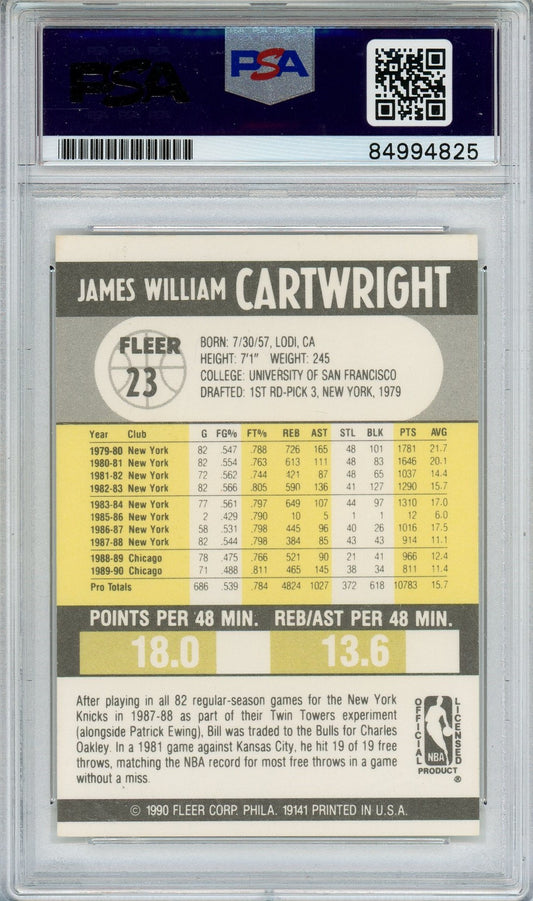 PSA
PSA
84994825
JAMES WILLIAM CARTWRIGHT
FLEER
23
BORN: 7/30/57, LODI, CA
HEIGHT: 7'1" WEIGHT: 245
COLLEGE: UNIVERSITY OF SAN FRANCISCO
DRAFTED: 1ST RD-PICK 3, NEW YORK, 1979
Year Club G FG% FT% REB AST STL BLK PTS AVG
1979-80 New York 82 .547 .788 726 165 48 101 1781 21.7
1980-81 New York 82 .554 .763 613 111 48 83 1646 20.1
1981-82 New York 72 .562 .744 421 87 48 65 1037 14.4
1982-83 New York 82 .566 .805 590 136 41 127 1290 15.7
1983-84 New York 77 .561 .797 649 107 44 97 1310 17.0
1985-86 New York 2 .429 .790 10 5 1 1 12 6.0
1986-87 New York 58 .531 .798 445 96 40 26 1016 17.5
1987-88 New York 82 .544 .798 384 85 43 43 914 11.1
1988-89 Chicago 78 .475 .766 521 90 21 41 966 12.4
1989-90 Chicago 71 .488 .811 465 145 38 34 811 11.4
Pro Totals 686 .539 .784 4824 1027 372 618 10783 15.7
POINTS PER '48 MIN. REB/AST PER 48 MIN.
18.0 13.6
After playing in all 82 regular-season games for the New York
Knicks in 1987-88 as part of their Twin Towers experiment
(alongside Patrick Ewing), Bill was traded to the Bulls for Charles
Oakley. In a 1981 game against Kansas City, he hit 19 of 19 free
throws, matching the NBA record for most free throws in a game
without a miss.
OFFICIAL
LICENSED
NBA
PRODUCT ®
© 1990 FLEER CORP. PHILA. 19141 PRINTED IN U.S.A.